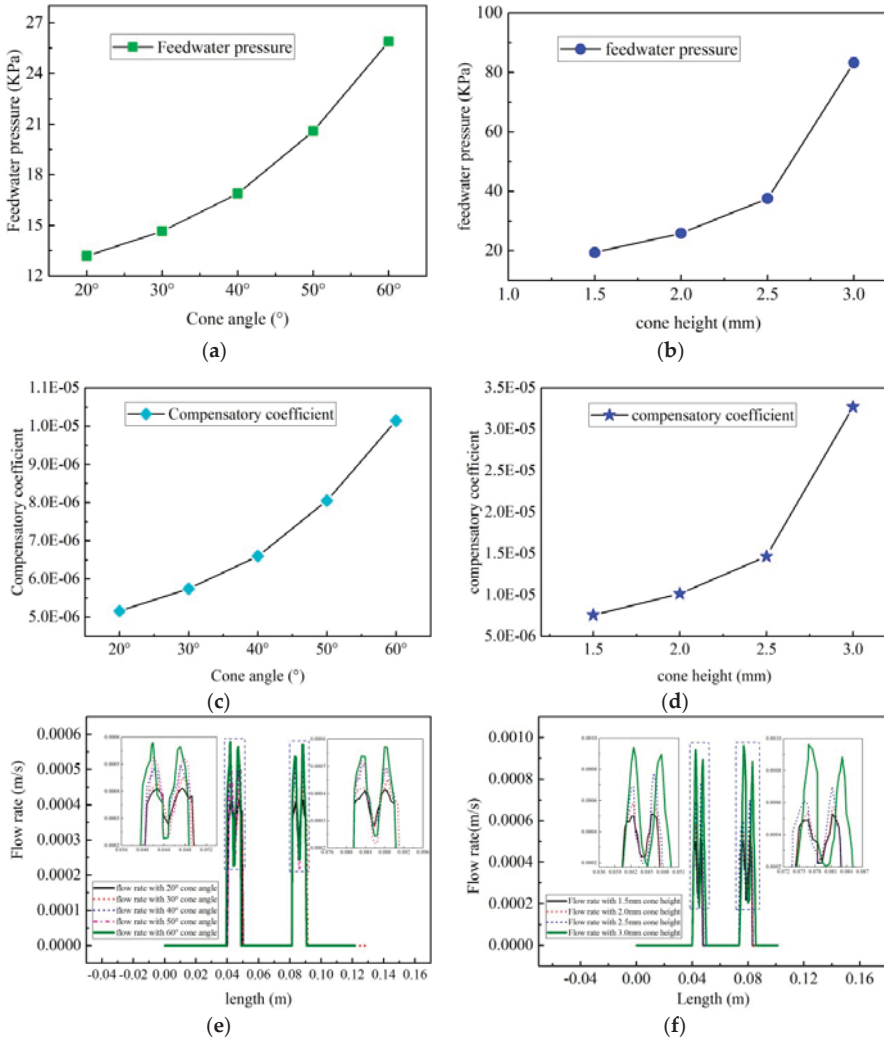 27
24
21
18
15
12
Feedwater pressure (KPa)
Feedwater pressure
20° 30° 40° 50° 60°
Cone angle (°)
(a)
100
80
60
40
20
feedwater pressure (KPa)
feedwater pressure
1.0 1.5 2.0 2.5 3.0
cone height (mm)
(b)
1.1E-05
1.0E-05
9.0E-06
8.0E-06
7.0E-06
6.0E-06
5.0E-06
Compensatory coefficient
Compensatory coefficient
20° 30° 40° 50° 60°
Cone angle (°)
(c)
3.5E-05
3.0E-05
2.5E-05
2.0E-05
1.5E-05
1.0E-05
5.0E-06
compensatory coefficient
compensatory coefficient
1.5 2.0 2.5 3.0
cone height (mm)
(d)
0.0006
0.0005
0.0004
0.0003
0.0002
0.0001
0.0000
Flow rate (m/s)
flow rate with 20° cone angle
flow rate with 30° cone angle
flow rate with 40° cone angle
flow rate with 50° cone angle
flow rate with 60° cone angle
-0.04 -0.02 0.00 0.02 0.04 0.06 0.08 0.10 0.12 0.14 0.16
length (m)
(e)
0.0010
0.0008
0.0006
0.0004
0.0002
0.0000
Flow rate(m/s)
Flow rate with 1.5mm cone height
Flow rate with 2.0mm cone height
Flow rate with 2.5mm cone height
Flow rate with 3.0mm cone height
-0.04 0.00 0.04 0.08 0.12 0.16
Length (m)
(f)